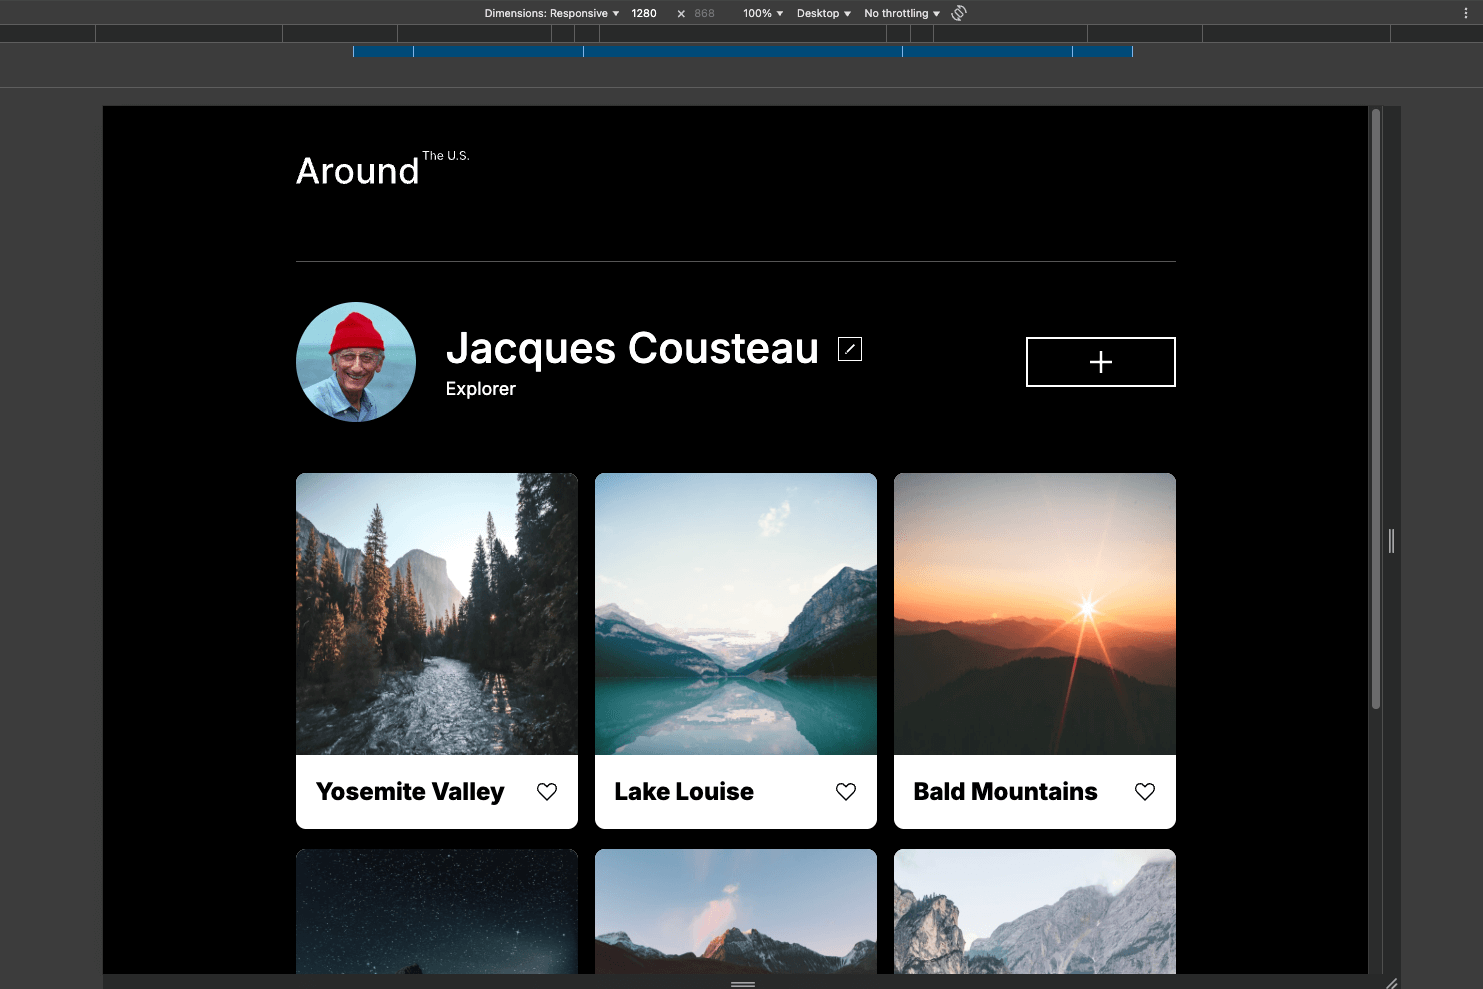 Dimensions: Responsive 1280 × 868 100% Desktop No throttling
Around The U.S.
Jacques Cousteau
Explorer
Yosemite Valley
Lake Louise
Bald Mountains